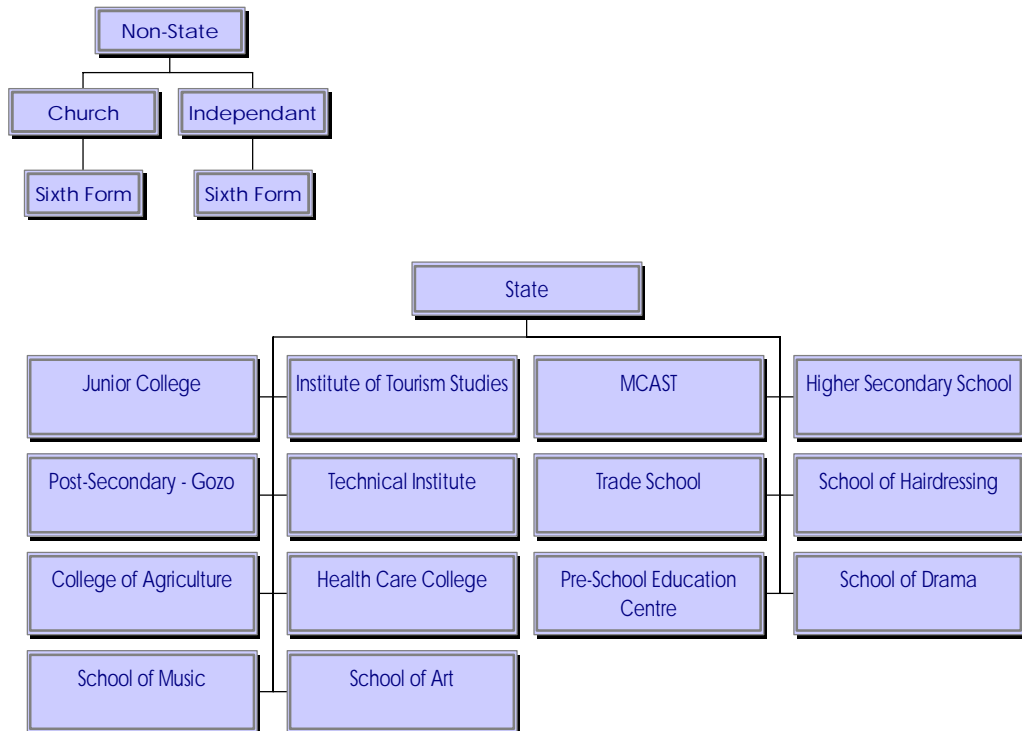 Non-State
Church
Independant
Sixth Form
Sixth Form
State
Junior College
Institute of Tourism Studies
MCAST
Higher Secondary School
Post-Secondary - Gozo
Technical Institute
Trade School
School of Hairdressing
College of Agriculture
Health Care College
Pre-School Education
Centre
School of Drama
School of Music
School of Art